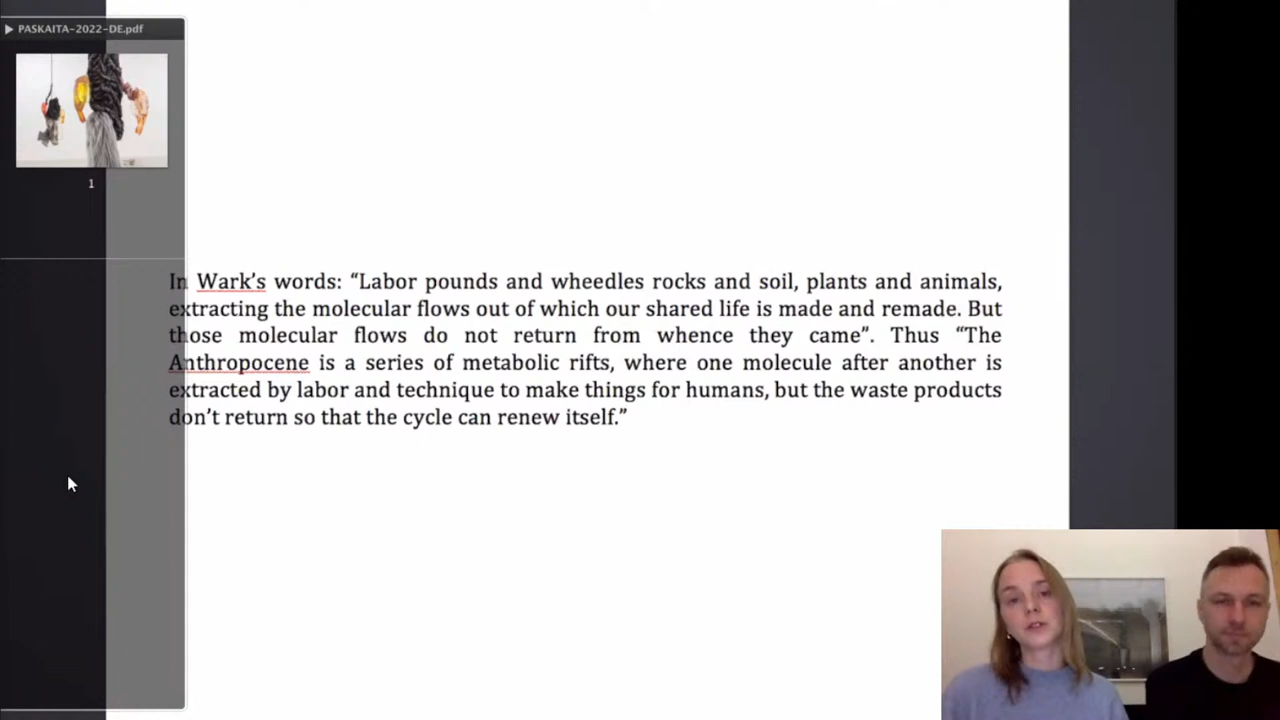 PASKAITA-2022-DE.pdf
1
In Wark’s words: “Labor pounds and wheedles rocks and soil, plants and animals,
extracting the molecular flows out of which our shared life is made and remade. But
those molecular flows do not return from whence they came”. Thus “The
Anthropocene is a series of metabolic rifts, where one molecule after another is
extracted by labor and technique to make things for humans, but the waste products
don’t return so that the cycle can renew itself.”